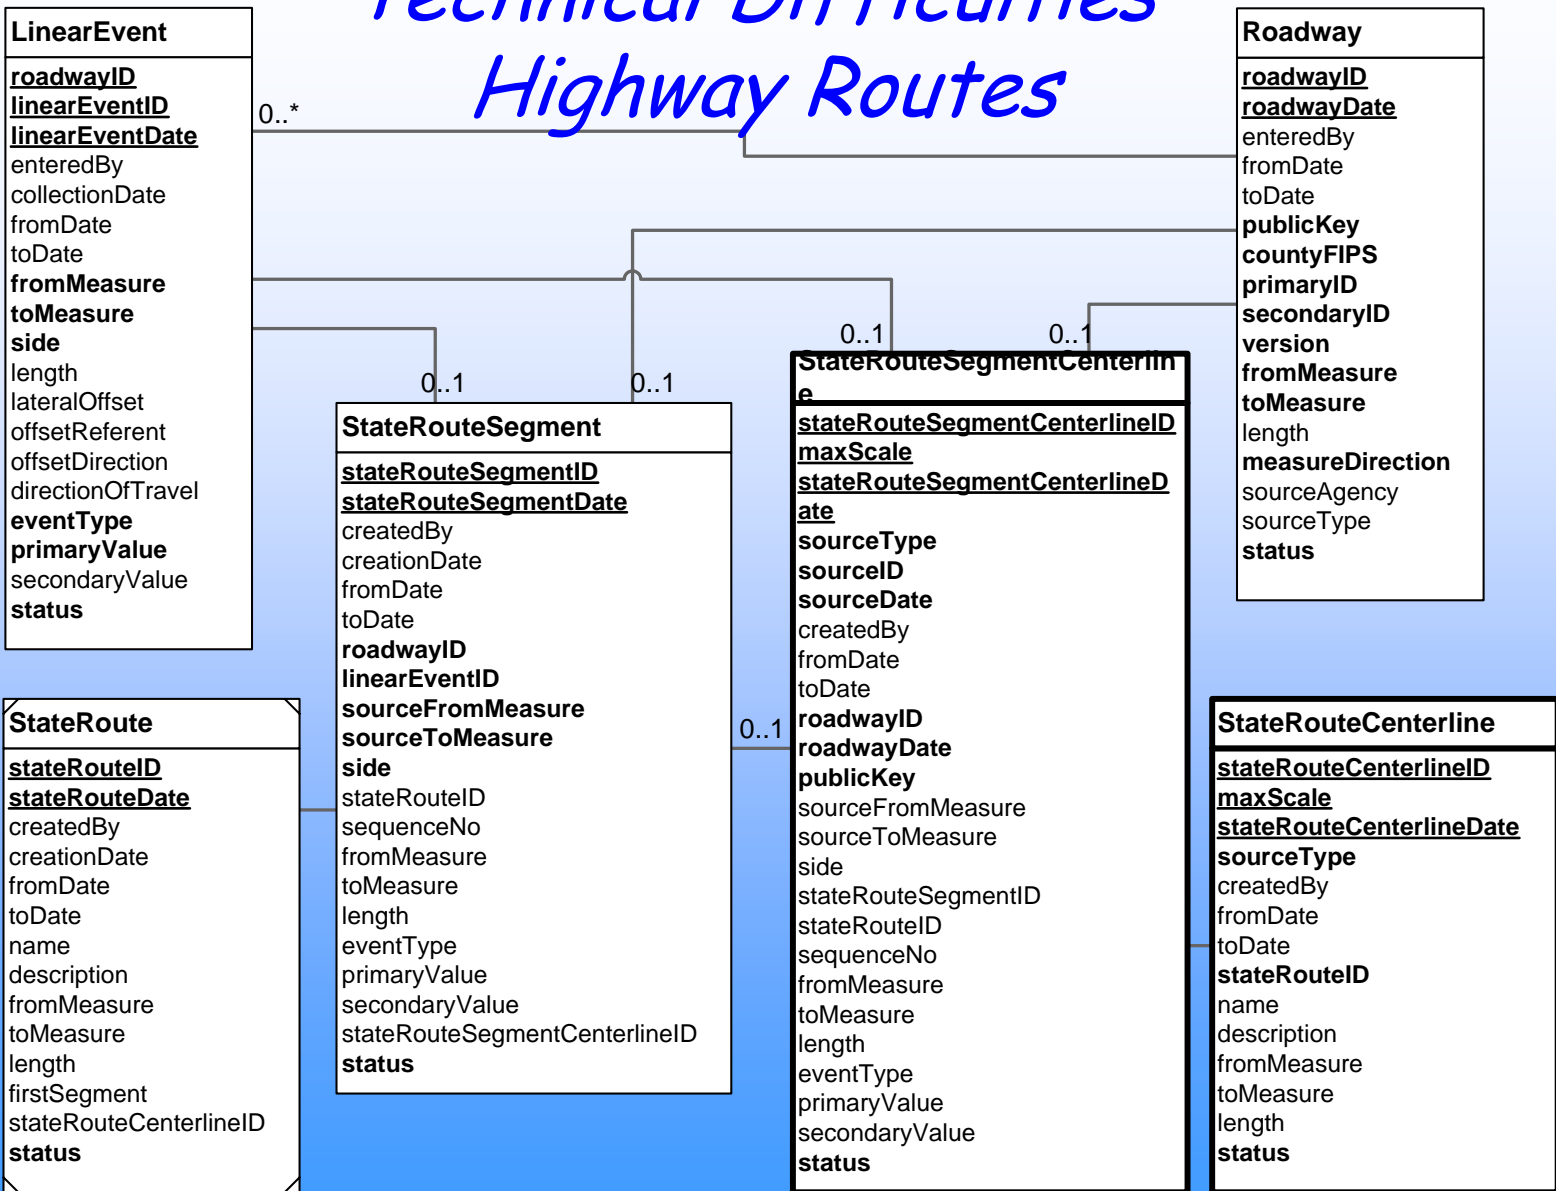 Technical Difficulties
Highway Routes
LinearEvent
roadwayID
linearEventID
linearEventDate
enteredBy
collectionDate
fromDate
toDate
fromMeasure
toMeasure
side
length
lateralOffset
offsetReferent
offsetDirection
directionOfTravel
eventType
primaryValue
secondaryValue
status
0..*
Roadway
roadwayID
roadwayDate
enteredBy
fromDate
toDate
publicKey
countyFIPS
primaryID
secondaryID
version
fromMeasure
toMeasure
length
measureDirection
sourceAgency
sourceType
status
0..1
0..1
0..1
0..1
StateRouteSegment
stateRouteSegmentID
stateRouteSegmentDate
createdBy
creationDate
fromDate
toDate
roadwayID
linearEventID
sourceFromMeasure
sourceToMeasure
side
stateRouteID
sequenceNo
fromMeasure
toMeasure
length
eventType
primaryValue
secondaryValue
stateRouteSegmentCenterlineID
status
0..1
StateRouteSegmentCenterlin
e
stateRouteSegmentCenterlineID
maxScale
stateRouteSegmentCenterlineD
ate
sourceType
sourceID
sourceDate
createdBy
fromDate
toDate
roadwayID
roadwayDate
publicKey
sourceFromMeasure
sourceToMeasure
side
stateRouteSegmentID
stateRouteID
sequenceNo
fromMeasure
toMeasure
length
eventType
primaryValue
secondaryValue
status
StateRoute
stateRouteID
stateRouteDate
createdBy
creationDate
fromDate
toDate
name
description
fromMeasure
toMeasure
length
firstSegment
stateRouteCenterlineID
status
StateRouteCenterline
stateRouteCenterlineID
maxScale
stateRouteCenterlineDate
sourceType
createdBy
fromDate
toDate
stateRouteID
name
description
fromMeasure
toMeasure
length
status